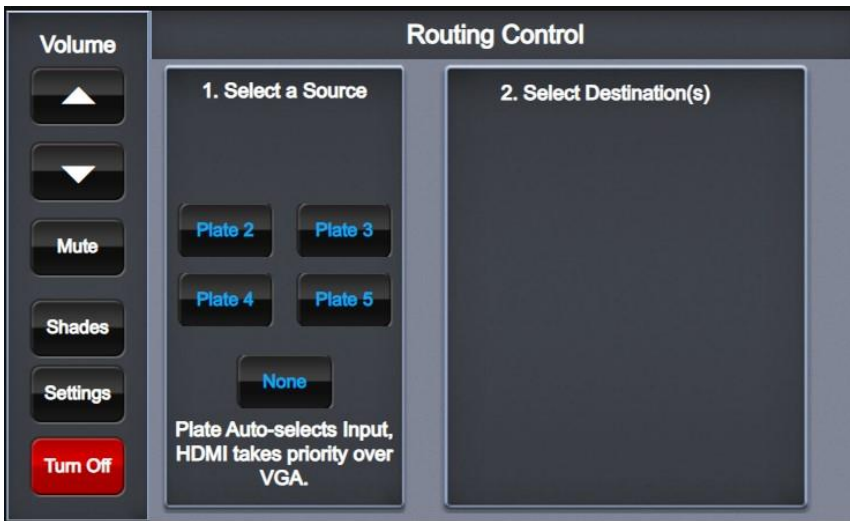 Volume
Mute
Shades
Settings
Turn Off
Routing Control
1. Select a Source
Plate 2
Plate 3
Plate 4
Plate 5
None
Plate Auto-selects Input,
HDMI takes priority over
VGA.
2. Select Destination(s)